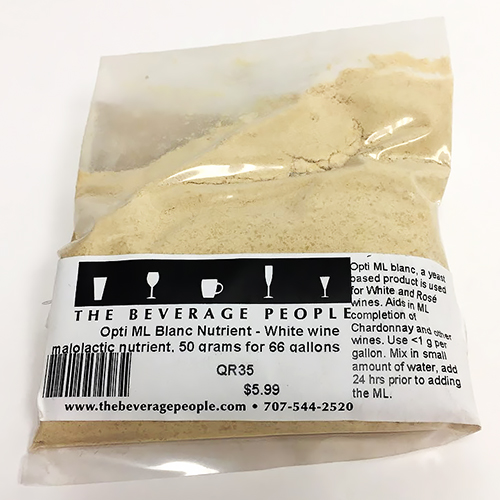 THE BEVERAGE PEOPLE
Opti ML Blanc Nutrient - White wine
malolactic nutrient, 50 grams for 66 gallons
QR35
$5.99
www.thebeveragepeople.com • 707-544-2520
Opti ML blanc, a yeast
based product is used
for White and Rosé
wines. Aids in ML
completion of
Chardonnay and other
wines. Use <1 g per
gallon. Mix in small
amount of water, add
24 hrs prior to adding
the ML.